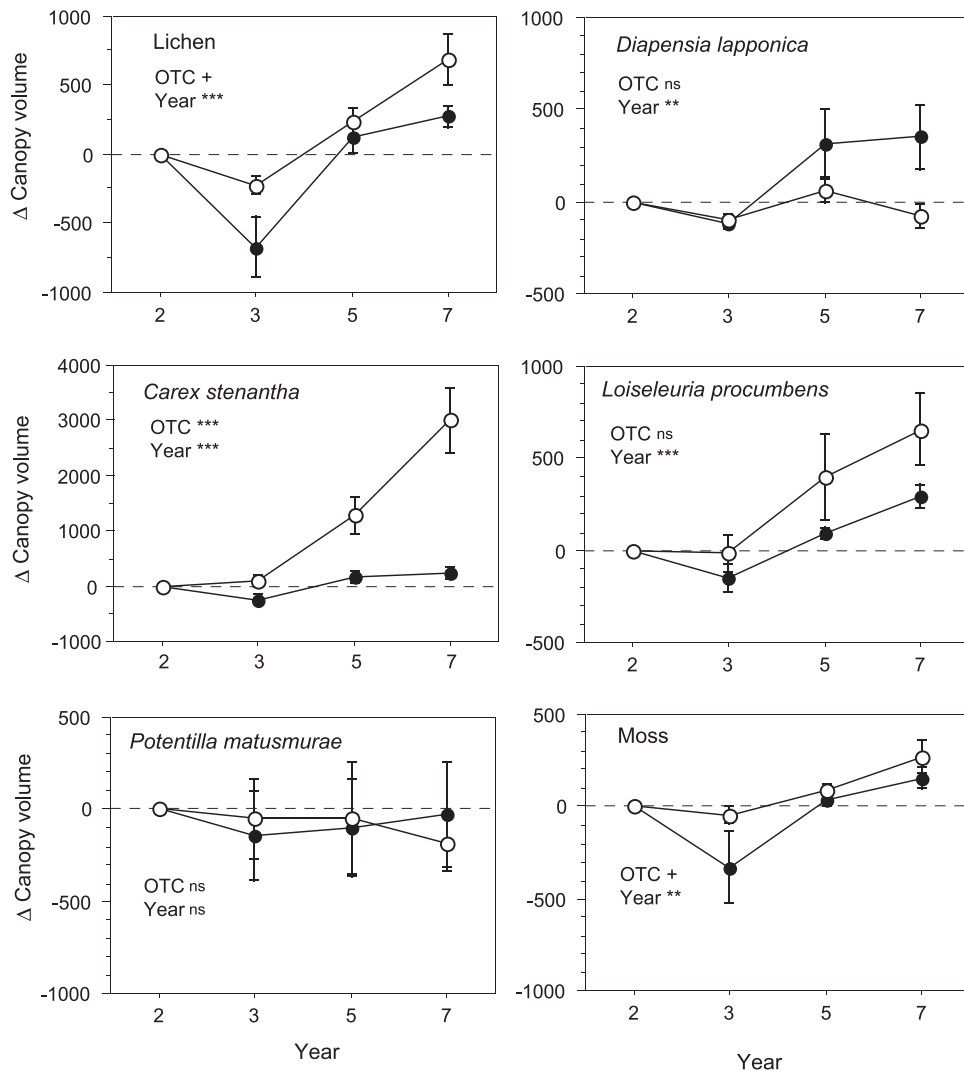 Δ Canopy volume
1000
500
0
-500
-1000
Lichen
OTC +
Year ***
2 3 5 7
1000
500
0
-500
Diapensia lapponica
OTC ns
Year **
2 3 5 7
Δ Canopy volume
4000
3000
2000
1000
0
-1000
Carex stenantha
OTC ***
Year ***
2 3 5 7
1000
500
0
-500
Loiseleuria procumbens
OTC ns
Year ***
2 3 5 7
Δ Canopy volume
500
0
-500
-1000
Potentilla matusmurae
OTC ns
Year ns
2 3 5 7
Year
500
0
-500
-1000
Moss
OTC +
Year **
2 3 5 7
Year